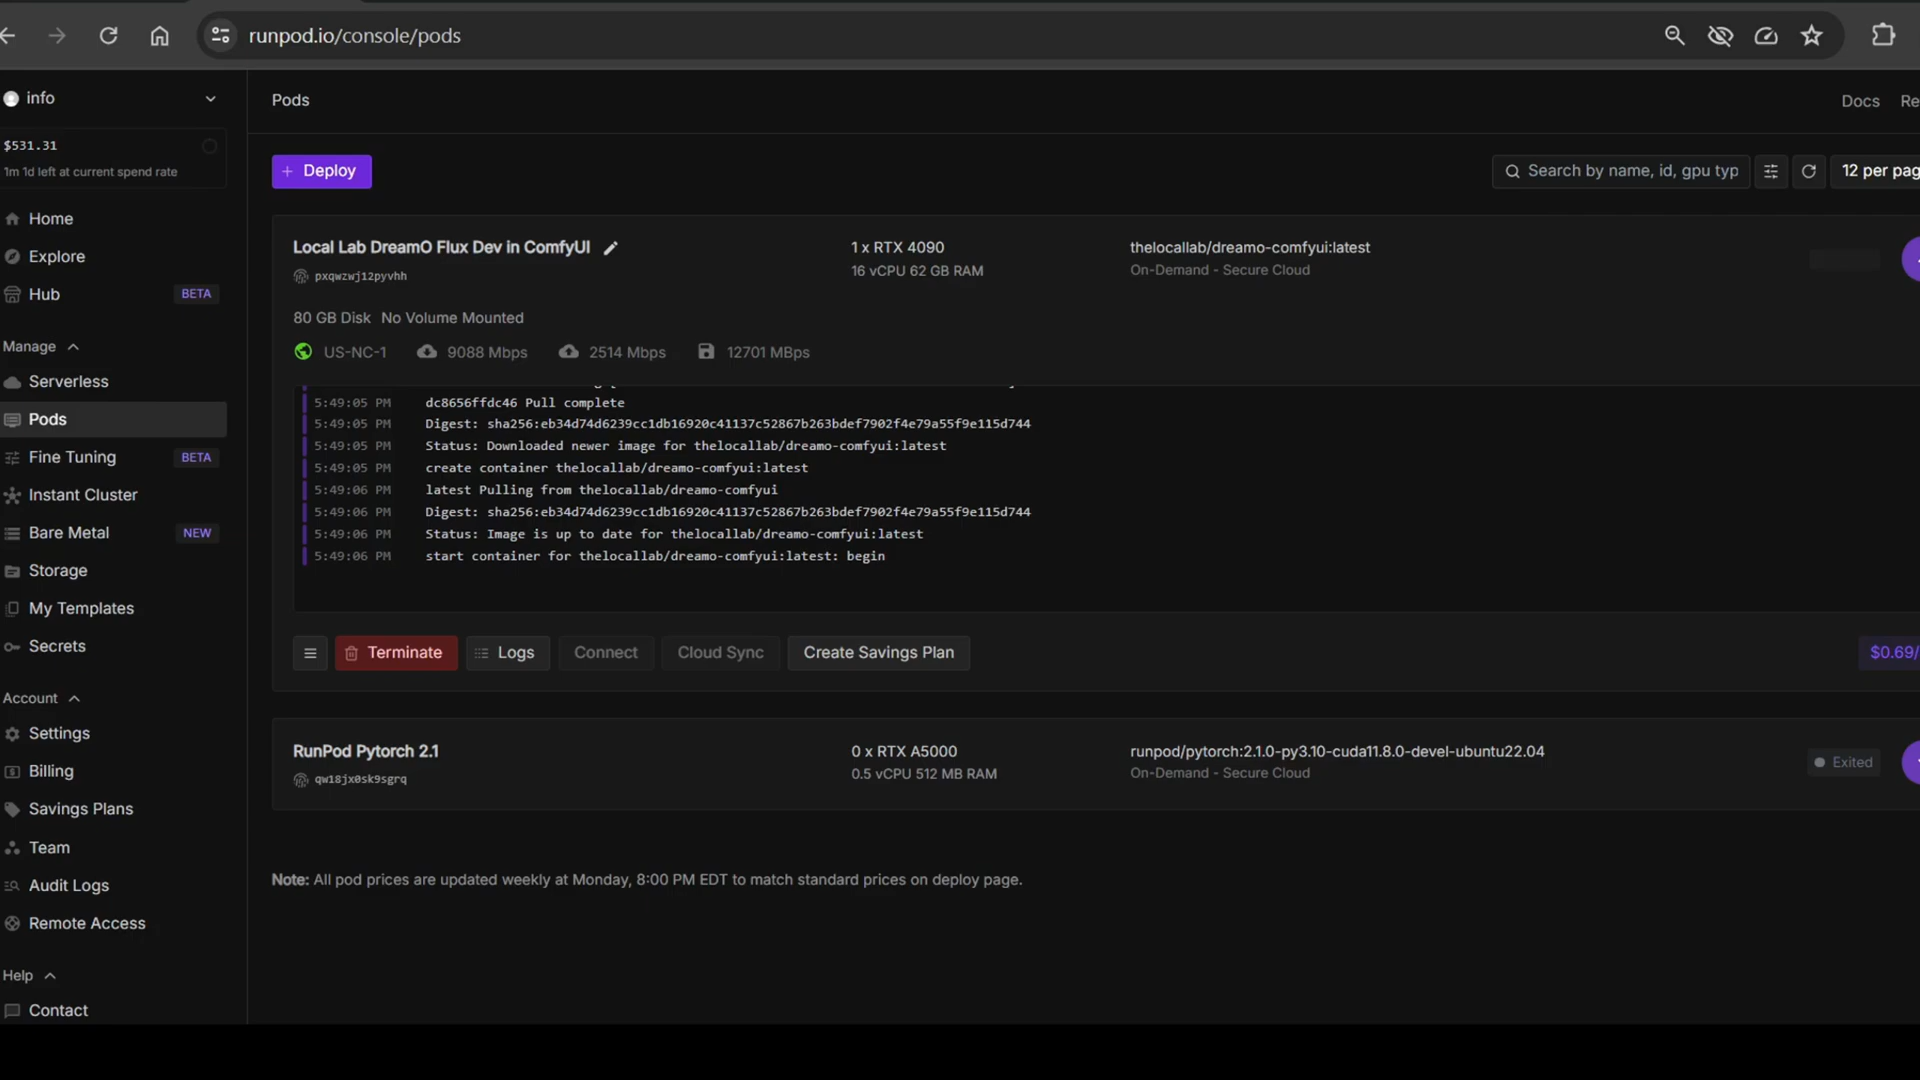 runpod.io/console/pods
info
$531.31
1m 1d left at current spend rate
Home
Explore
Hub BETA
Manage
Serverless
Pods
Fine Tuning BETA
Instant Cluster
Bare Metal NEW
Storage
My Templates
Secrets
Account
Settings
Billing
Savings Plans
Team
Audit Logs
Remote Access
Help
Contact
Pods
Docs Re
+ Deploy
Search by name, id, gpu typ
12 per pag
Local Lab DreamO Flux Dev in ComfyUI
pxqwzwj12pyvhh
1 x RTX 4090
16 vCPU 62 GB RAM
thelocallab/dreamo-comfyui:latest
On-Demand - Secure Cloud
80 GB Disk No Volume Mounted
US-NC-1 9088 Mbps 2514 Mbps 12701 MBps
5:49:05 PM dc8656ffdc46 Pull complete
5:49:05 PM Digest: sha256:eb34d74d6239cc1db16920c41137c52867b263bdef7902f4e79a55f9e115d744
5:49:05 PM Status: Downloaded newer image for thelocallab/dreamo-comfyui:latest
5:49:05 PM create container thelocallab/dreamo-comfyui:latest
5:49:06 PM latest Pulling from thelocallab/dreamo-comfyui
5:49:06 PM Digest: sha256:eb34d74d6239cc1db16920c41137c52867b263bdef7902f4e79a55f9e115d744
5:49:06 PM Status: Image is up to date for thelocallab/dreamo-comfyui:latest
5:49:06 PM start container for thelocallab/dreamo-comfyui:latest: begin
Terminate Logs Connect Cloud Sync Create Savings Plan
$0.69/
RunPod Pytorch 2.1
qw18jx0sk9sgrq
0 x RTX A5000
0.5 vCPU 512 MB RAM
runpod/pytorch:2.1.0-py3.10-cuda11.8.0-devel-ubuntu22.04
On-Demand - Secure Cloud
Exited
Note: All pod prices are updated weekly at Monday, 8:00 PM EDT to match standard prices on deploy page.